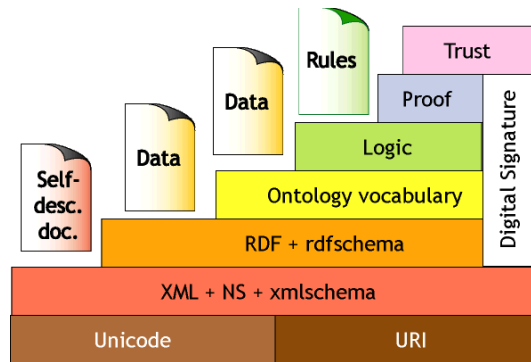 Trust
Rules
Proof
Data
Logic
Data
Ontology vocabulary
Digital Signature
Self-
desc.
doc.
RDF + rdfschema
XML + NS + xmlschema
Unicode
URI